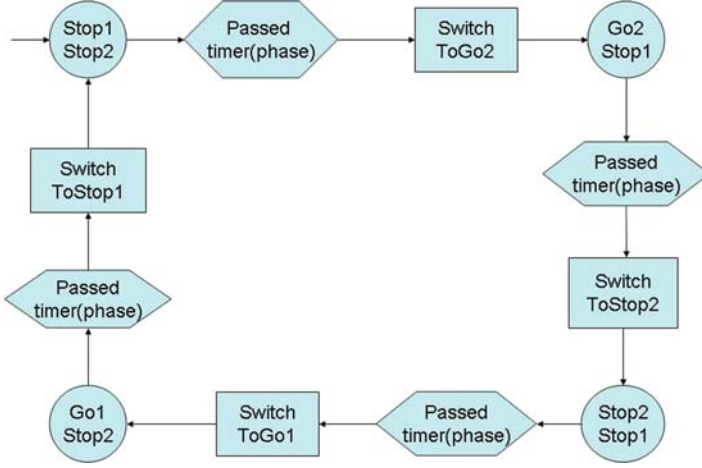 Stop1
Stop2
Passed
timer(phase)
Switch
ToGo2
Go2
Stop1
Passed
timer(phase)
Switch
ToStop2
Stop2
Stop1
Passed
timer(phase)
Switch
ToGo1
Go1
Stop2
Passed
timer(phase)
Switch
ToStop1